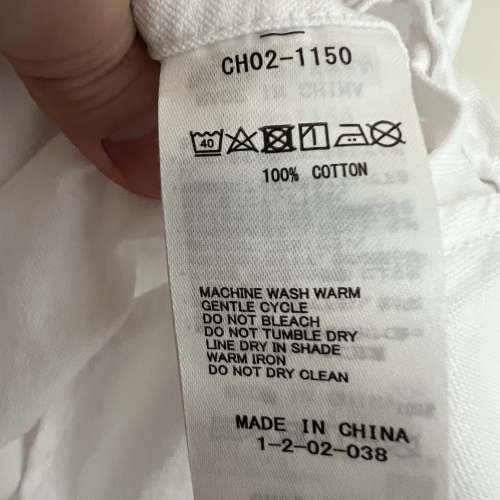 CH02-1150
40
100% COTTON
MACHINE WASH WARM
GENTLE CYCLE
DO NOT BLEACH
DO NOT TUMBLE DRY
LINE DRY IN SHADE
WARM IRON
DO NOT DRY CLEAN
MADE IN CHINA
1-2-02-038